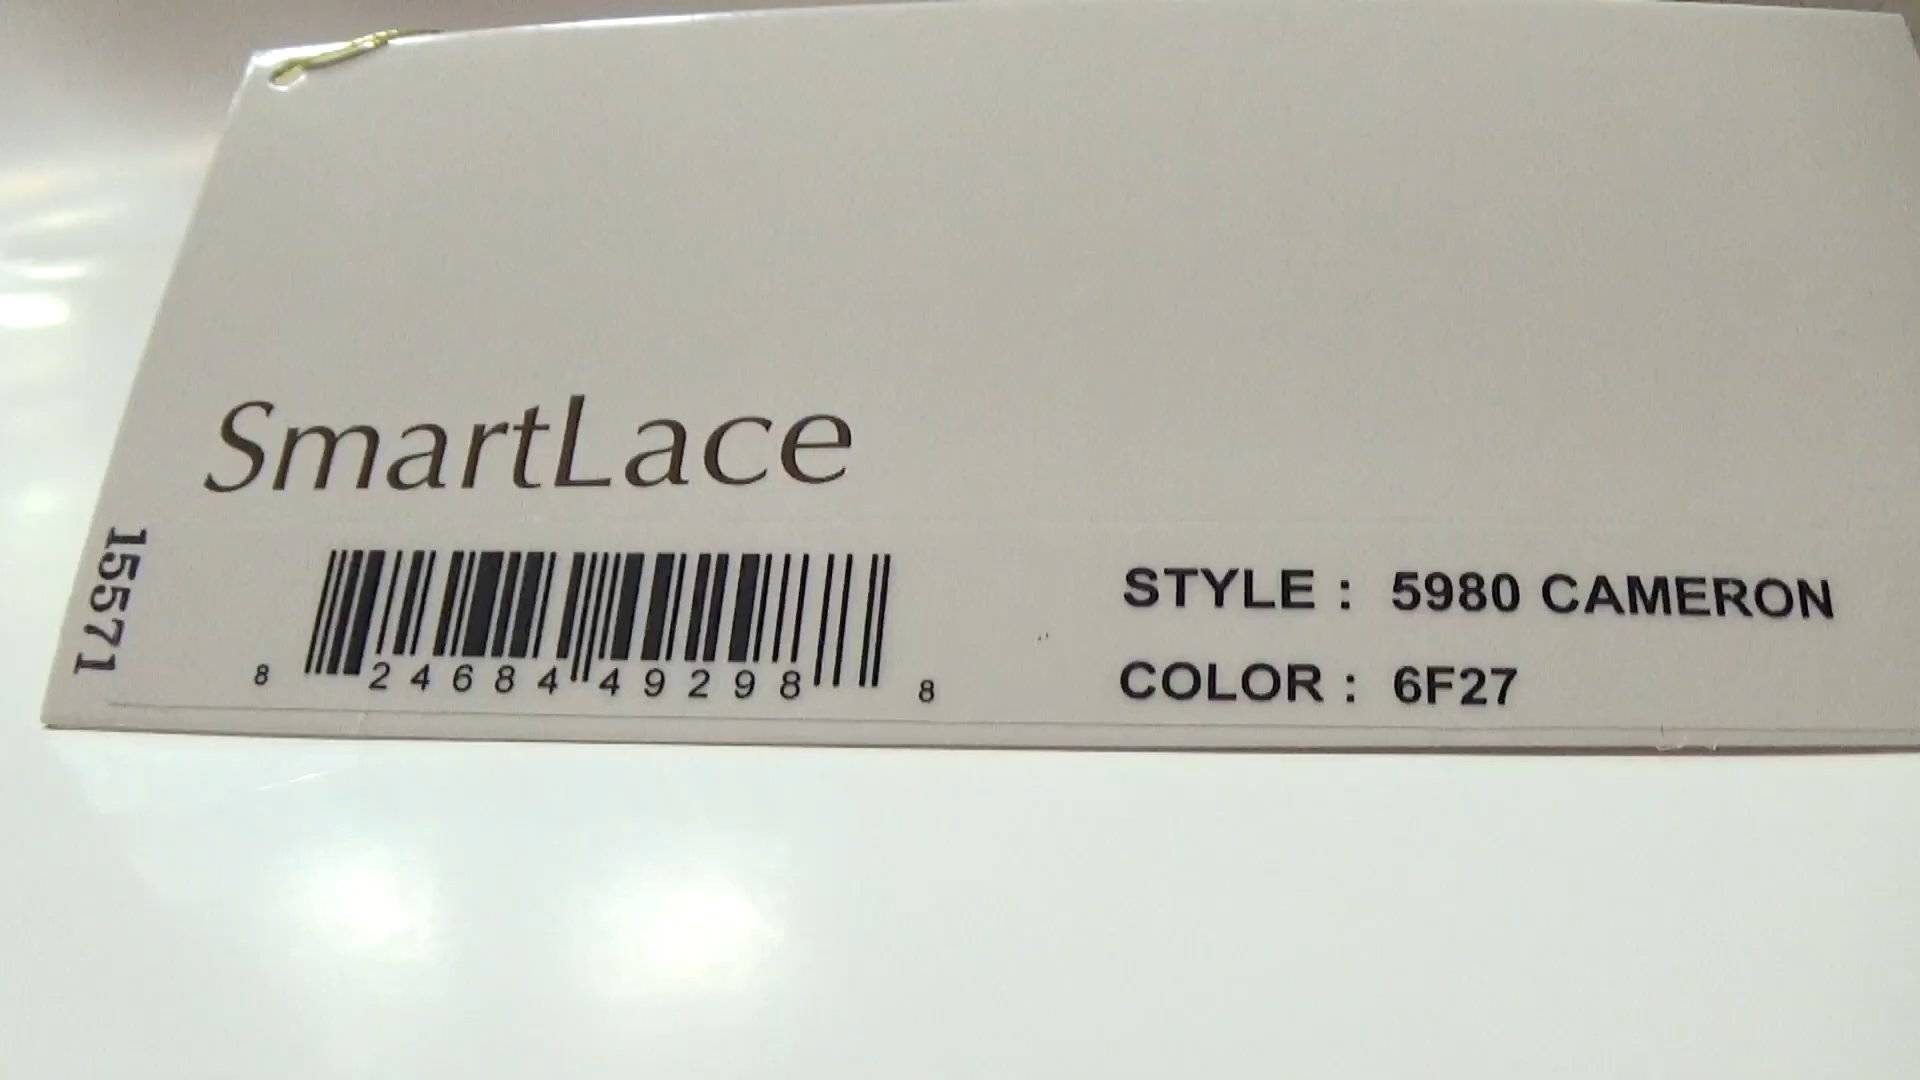 SmartLace
15571
8 24684 49298 8
STYLE : 5980 CAMERON
COLOR : 6F27